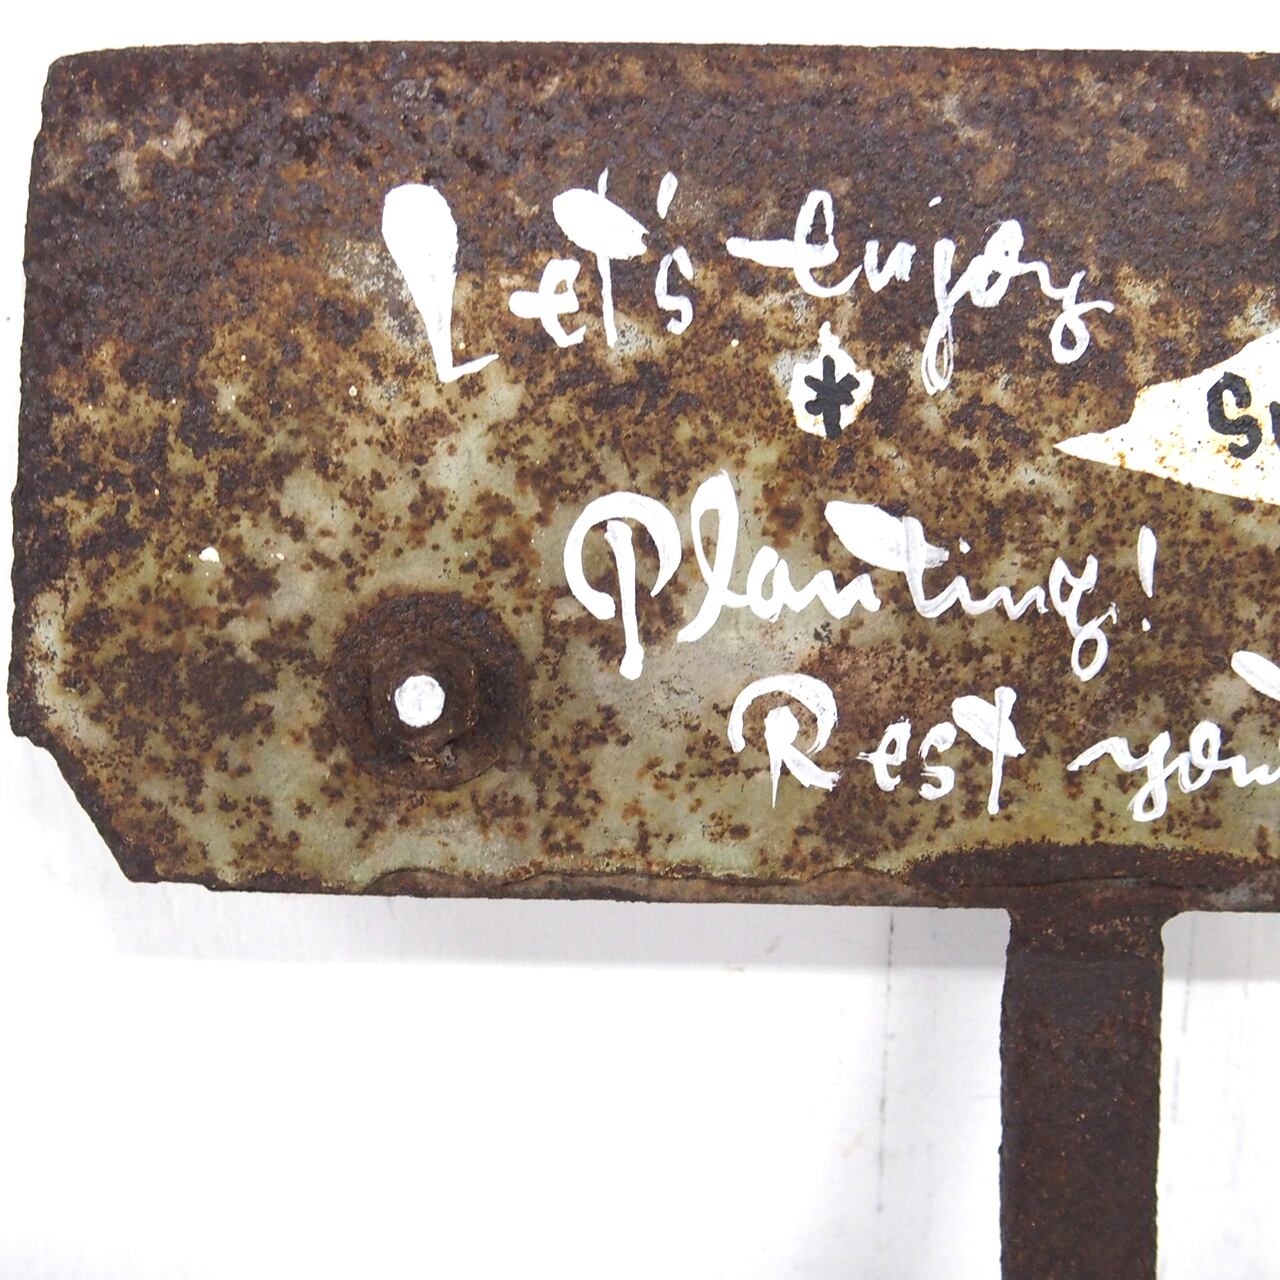 Let's enjoy
*
Planting!
Rest